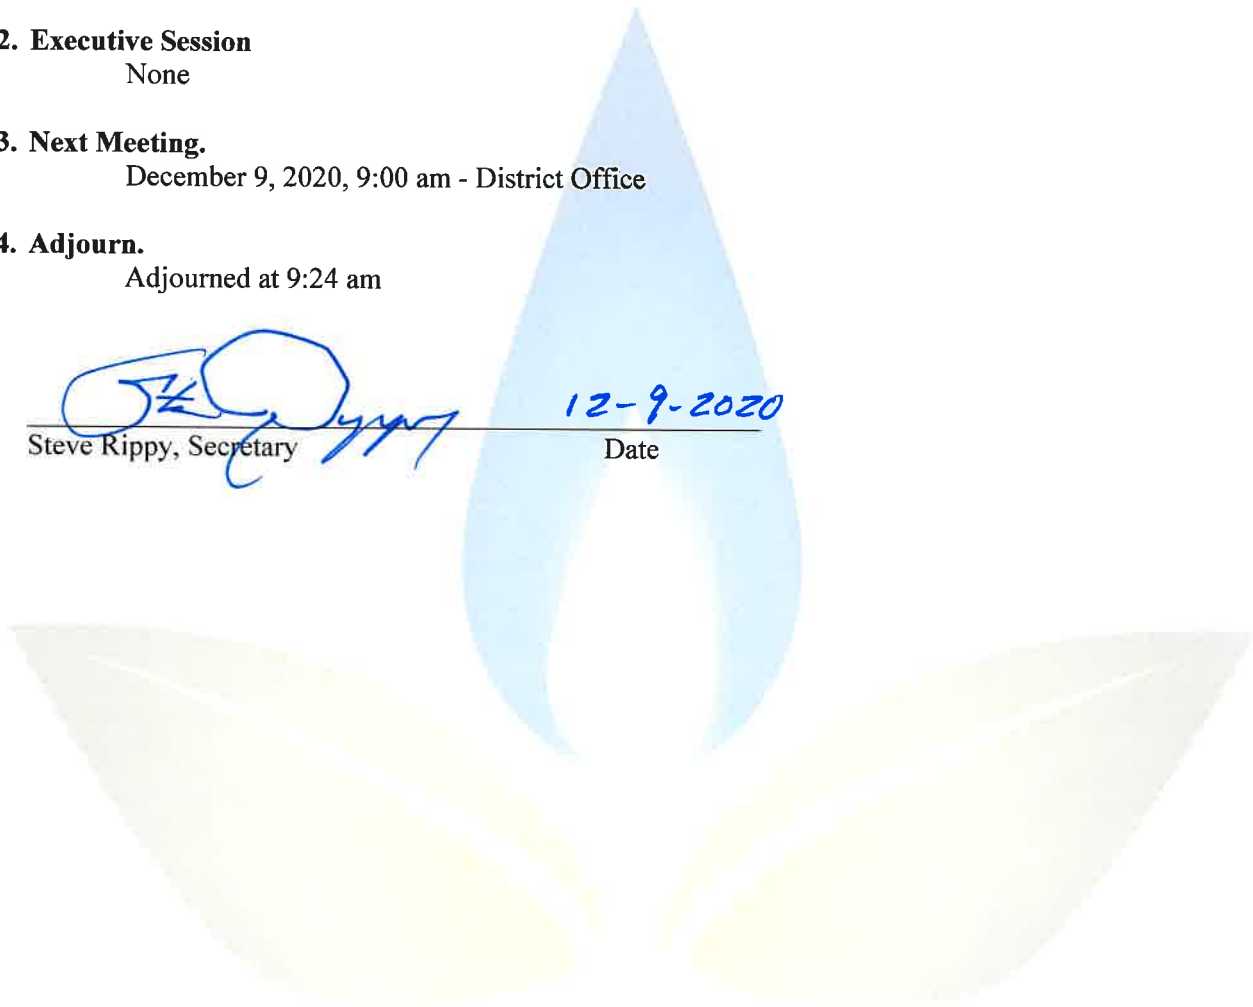 2. Executive Session
None
3. Next Meeting.
December 9, 2020, 9:00 am - District Office
4. Adjourn.
Adjourned at 9:24 am
12-9-2020
Steve Rippy, Secretary
Date